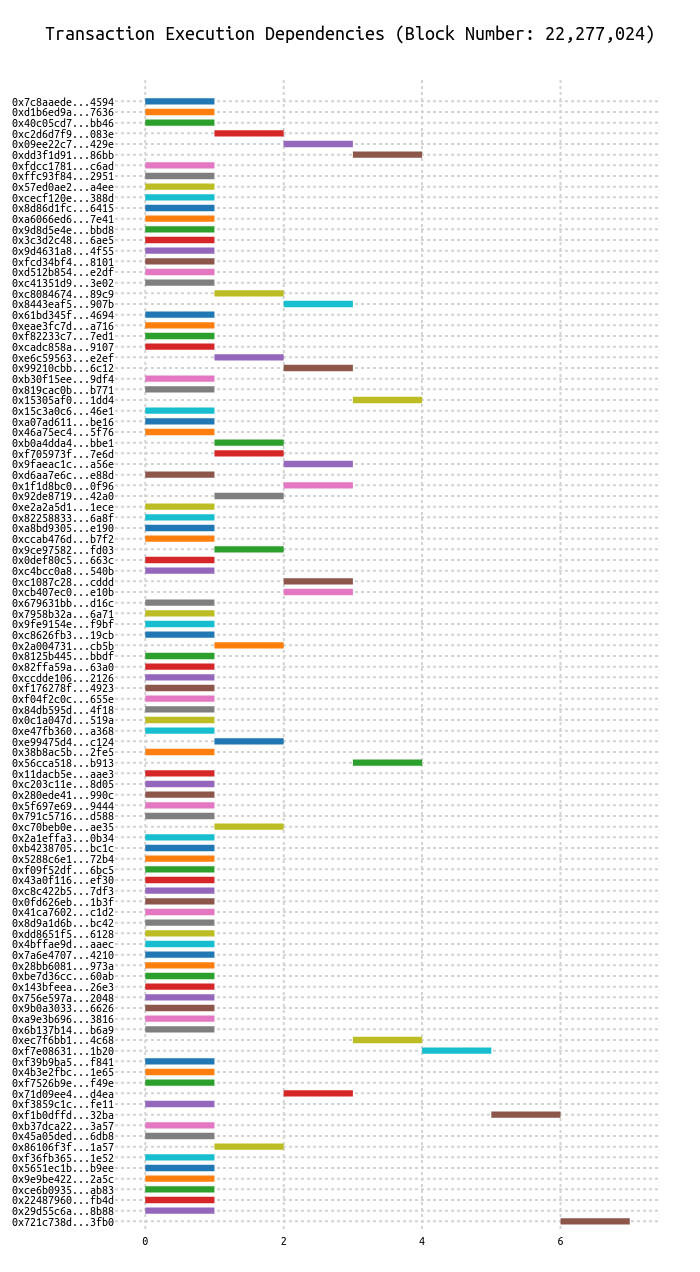 Transaction Execution Dependencies (Block Number: 22,277,024)
0x7c8aaede...4594
0xd1b6ed9a...7636
0x40c05cd7...bb46
0xc2d6d7f9...083e
0x09ee22c7...429e
0xdd3f1d91...86bb
0xfdcc1781...c6ad
0xffc93f84...2951
0x57ed0ae2...a4ee
0xcecf120e...388d
0x8d86d1fc...6415
0xa6066ed6...7e41
0x9d8d5e4e...bbd8
0x3c3d2c48...6ae5
0x9d4631a8...4f55
0xfcd34bf4...8101
0xd512b854...e2df
0xc41351d9...3e02
0xc8084674...89c9
0x8443eaf5...907b
0x61bd345f...4694
0xeae3fc7d...a716
0xf82233c7...7ed1
0xcadc858a...9107
0xe6c59563...e2ef
0x99210cbb...6c12
0xb30f15ee...9df4
0x819cac0b...b771
0x15305af0...1dd4
0x15c3a0c6...46e1
0xa07ad611...be16
0x46a75ec4...5f76
0xb0a4dda4...bbe1
0xf705973f...7e6d
0x9faeac1c...a56e
0xd6aa7e6c...e88d
0x1f1d8bc0...0f96
0x92de8719...42a0
0xe2a2a5d1...1ece
0x82258833...6a8f
0xa8bd9305...e190
0xccab476d...b7f2
0x9ce97582...fd03
0x0def80c5...663c
0xc4bcc0a8...540b
0xc1087c28...cddd
0xcb407ec0...e10b
0x679631bb...d16c
0x7958b32a...6a71
0x9fe9154e...f9bf
0xc8626fb3...19cb
0x2a004731...cb5b
0x8125b445...bbdf
0x82ffa59a...63a0
0xccdde106...2126
0xf176278f...4923
0xf04f2c0c...655e
0x84db595d...4f18
0x0c1a047d...519a
0xe47fb360...a368
0xe99475d4...c124
0x38b8ac5b...2fe5
0x56cca518...b913
0x11dacb5e...aae3
0xc203c11e...8d05
0x280ede41...990c
0x5f697e69...9444
0x791c5716...d588
0xc70beb0e...ae35
0x2a1effa3...0b34
0xb4238705...bc1c
0x5288c6e1...72b4
0xf09f52df...6bc5
0x43a0f116...ef30
0xc8c422b5...7df3
0x0fd626eb...1b3f
0x41ca7602...c1d2
0x8d9a1d6b...bc42
0xdd8651f5...6128
0x4bffae9d...aaec
0x7a6e4707...4210
0x28bb6081...973a
0xbe7d36cc...60ab
0x143bfeea...26e3
0x756e597a...2048
0x9b0a3033...6626
0xa9e3b696...3816
0x6b137b14...b6a9
0xec7f6bb1...4c68
0xf7e08631...1b20
0xf39b9ba5...f841
0x4b3e2fbc...1e65
0xf7526b9e...f49e
0x71d09ee4...d4ea
0xf3859c1c...fe11
0xf1b0dffd...32ba
0xb37dca22...3a57
0x45a05ded...6db8
0x86106f3f...1a57
0xf36fb365...1e52
0x5651ec1b...b9ee
0x9e9be422...2a5c
0xce6b0935...ab83
0x22487960...fb4d
0x29d55c6a...8b88
0x721c738d...3fb0
0 2 4 6